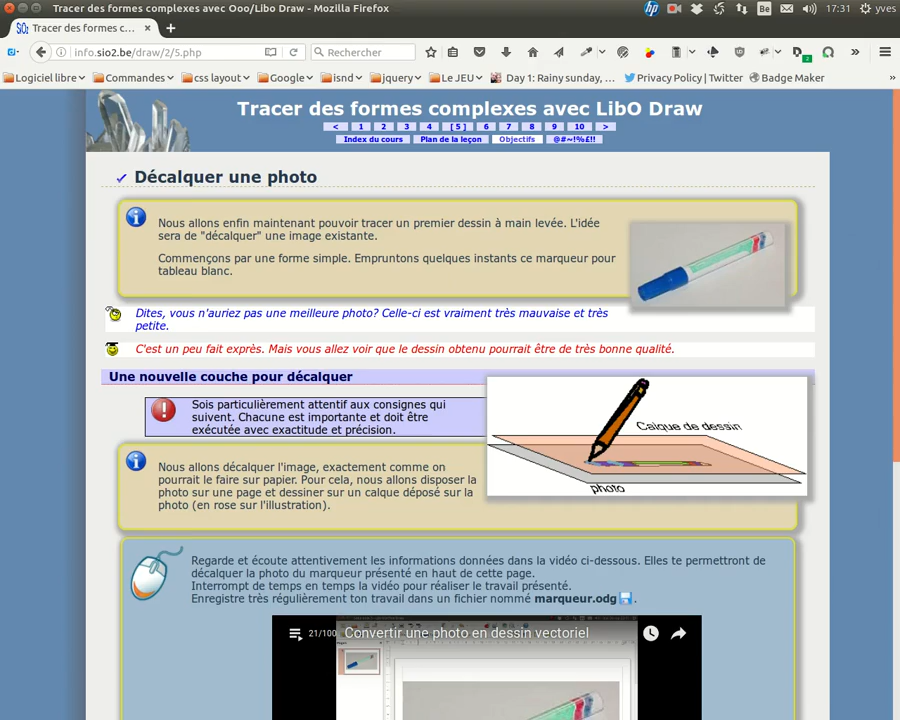 Tracer des formes complexes avec Ooo/Libo Draw - Mozilla Firefox
Be 17:31 yves
Tracer des formes c... ×
info.sio2.be/draw/2/5.php
Rechercher
Logiciel libre Commandes css layout Google isnd jquery Le JEU Day 1: Rainy sunday, ... Privacy Policy | Twitter Badge Maker
Tracer des formes complexes avec LibO Draw
< 1 2 3 4 [ 5 ] 6 7 8 9 10 >
Index du cours Plan de la leçon Objectifs @#~!%£!!
Décalquer une photo
Nous allons enfin maintenant pouvoir tracer un premier dessin à main levée. L'idée
sera de "décalquer" une image existante.
Commençons par une forme simple. Empruntons quelques instants ce marqueur pour
tableau blanc.
Dites, vous n'auriez pas une meilleure photo? Celle-ci est vraiment très mauvaise et très
petite.
C'est un peu fait exprès. Mais vous allez voir que le dessin obtenu pourrait être de très bonne qualité.
Une nouvelle couche pour décalquer
Sois particulièrement attentif aux consignes qui
suivent. Chacune est importante et doit être
exécutée avec exactitude et précision.
Calque de dessin
photo
Nous allons décalquer l'image, exactement comme on
pourrait le faire sur papier. Pour cela, nous allons disposer la
photo sur une page et dessiner sur un calque déposé sur la
photo (en rose sur l'illustration).
Regarde et écoute attentivement les informations données dans la vidéo ci-dessous. Elles te permettront de
décalquer la photo du marqueur présenté en haut de cette page.
Interrompt de temps en temps la vidéo pour réaliser le travail présenté.
Enregistre très régulièrement ton travail dans un fichier nommé marqueur.odg .
21/100 Convertir une photo en dessin vectoriel